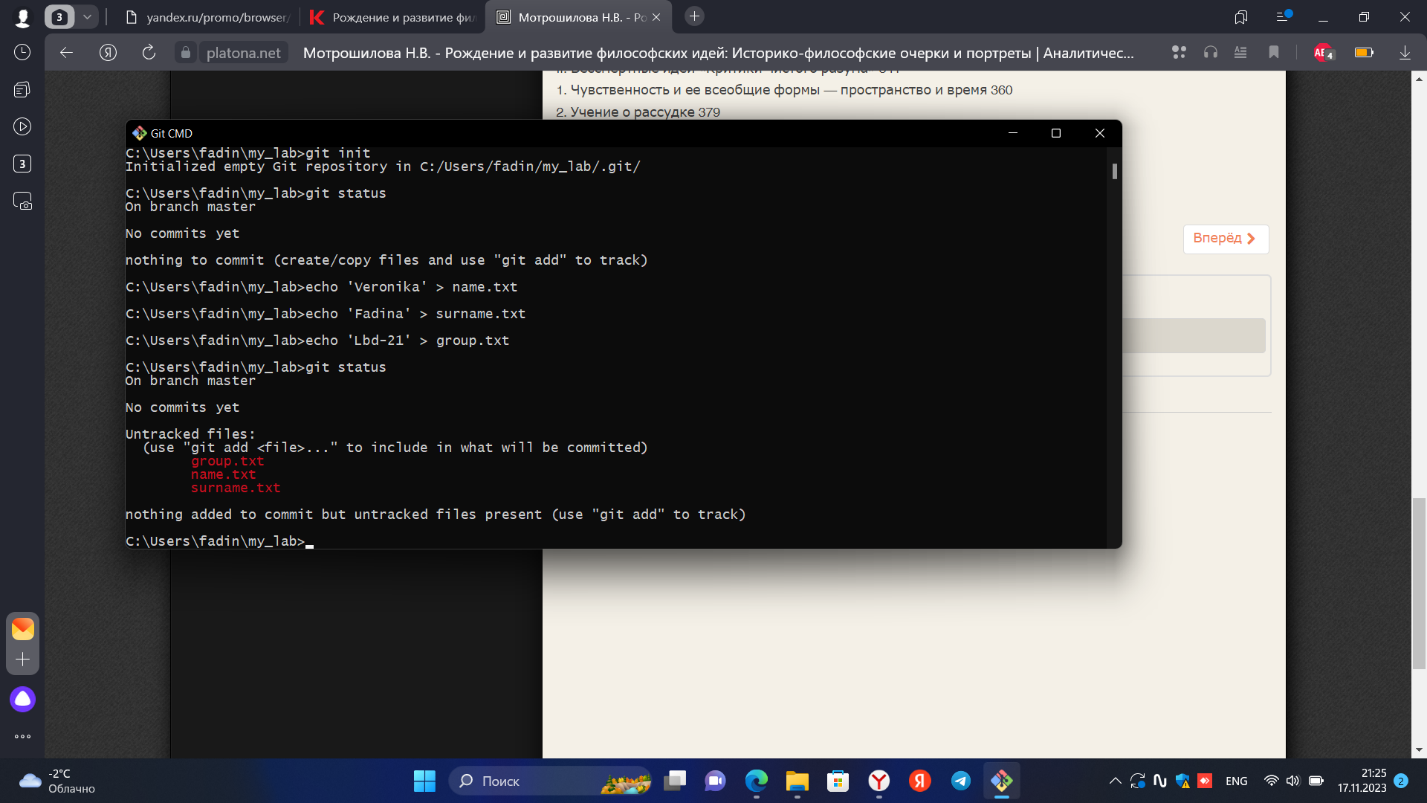 3
yandex.ru/promo/browser/
Рождение и развитие фил
Мотрошилова Н.В. - Ро
platona.net
Мотрошилова Н.В. - Рождение и развитие философских идей: Историко-философские очерки и портреты | Аналитичес...
4
1. Чувственность и ее всеобщие формы — пространство и время 360
2. Учение о рассудке 379
3
Git CMD
C:\Users\fadin\my_lab>git init
Initialized empty Git repository in C:/Users/fadin/my_lab/.git/
C:\Users\fadin\my_lab>git status
On branch master
No commits yet
nothing to commit (create/copy files and use "git add" to track)
C:\Users\fadin\my_lab>echo 'Veronika' > name.txt
C:\Users\fadin\my_lab>echo 'Fadina' > surname.txt
C:\Users\fadin\my_lab>echo 'Lbd-21' > group.txt
C:\Users\fadin\my_lab>git status
On branch master
No commits yet
Untracked files:
(use "git add <file>..." to include in what will be committed)
group.txt
name.txt
surname.txt
nothing added to commit but untracked files present (use "git add" to track)
C:\Users\fadin\my_lab>
Вперёд
-2°C
Облачно
Поиск
ENG
21:25
17.11.2023
2